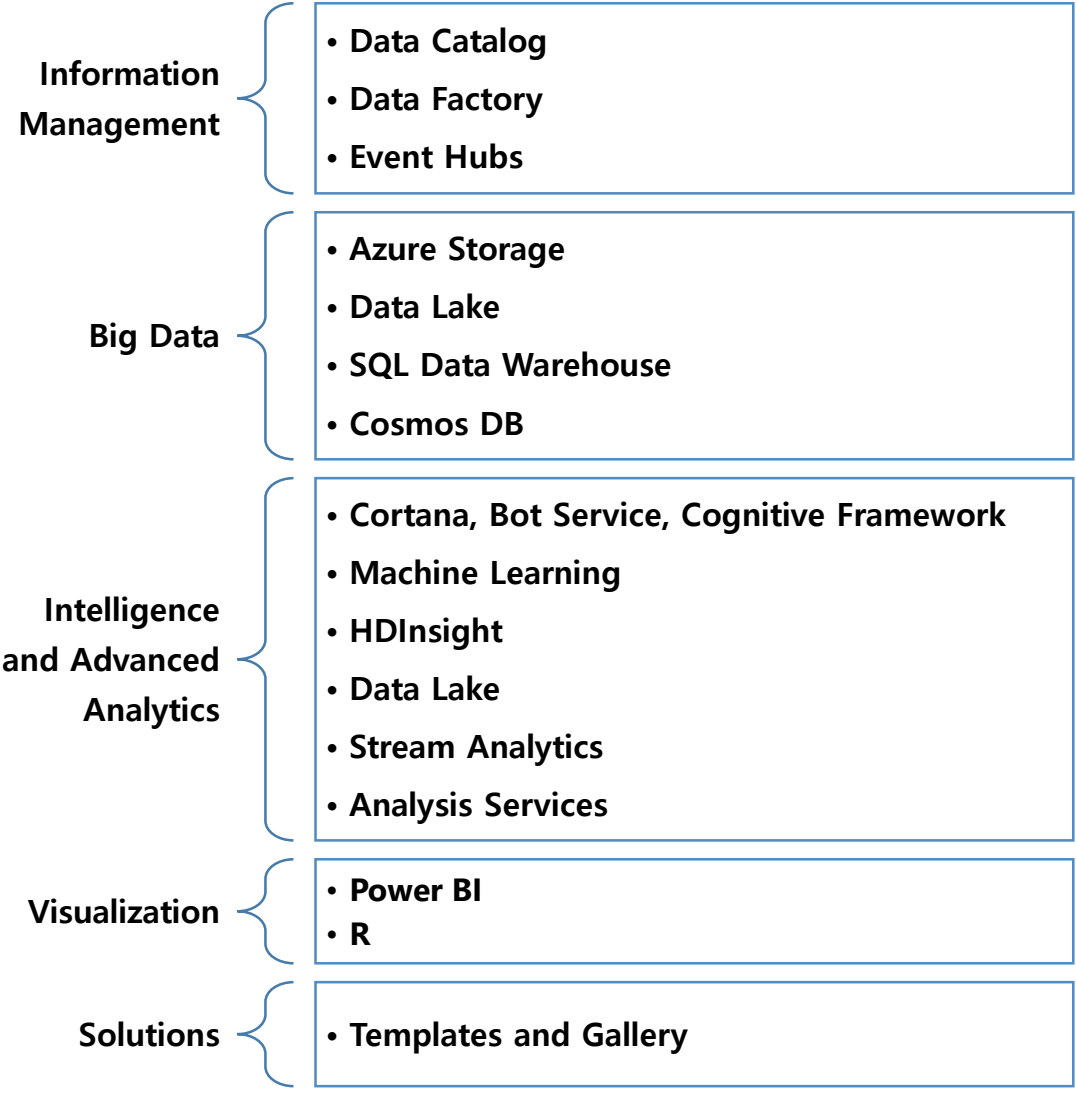 Information
Management
• Data Catalog
• Data Factory
• Event Hubs
Big Data
• Azure Storage
• Data Lake
• SQL Data Warehouse
• Cosmos DB
Intelligence
and Advanced
Analytics
• Cortana, Bot Service, Cognitive Framework
• Machine Learning
• HDInsight
• Data Lake
• Stream Analytics
• Analysis Services
Visualization
• Power BI
• R
Solutions
• Templates and Gallery